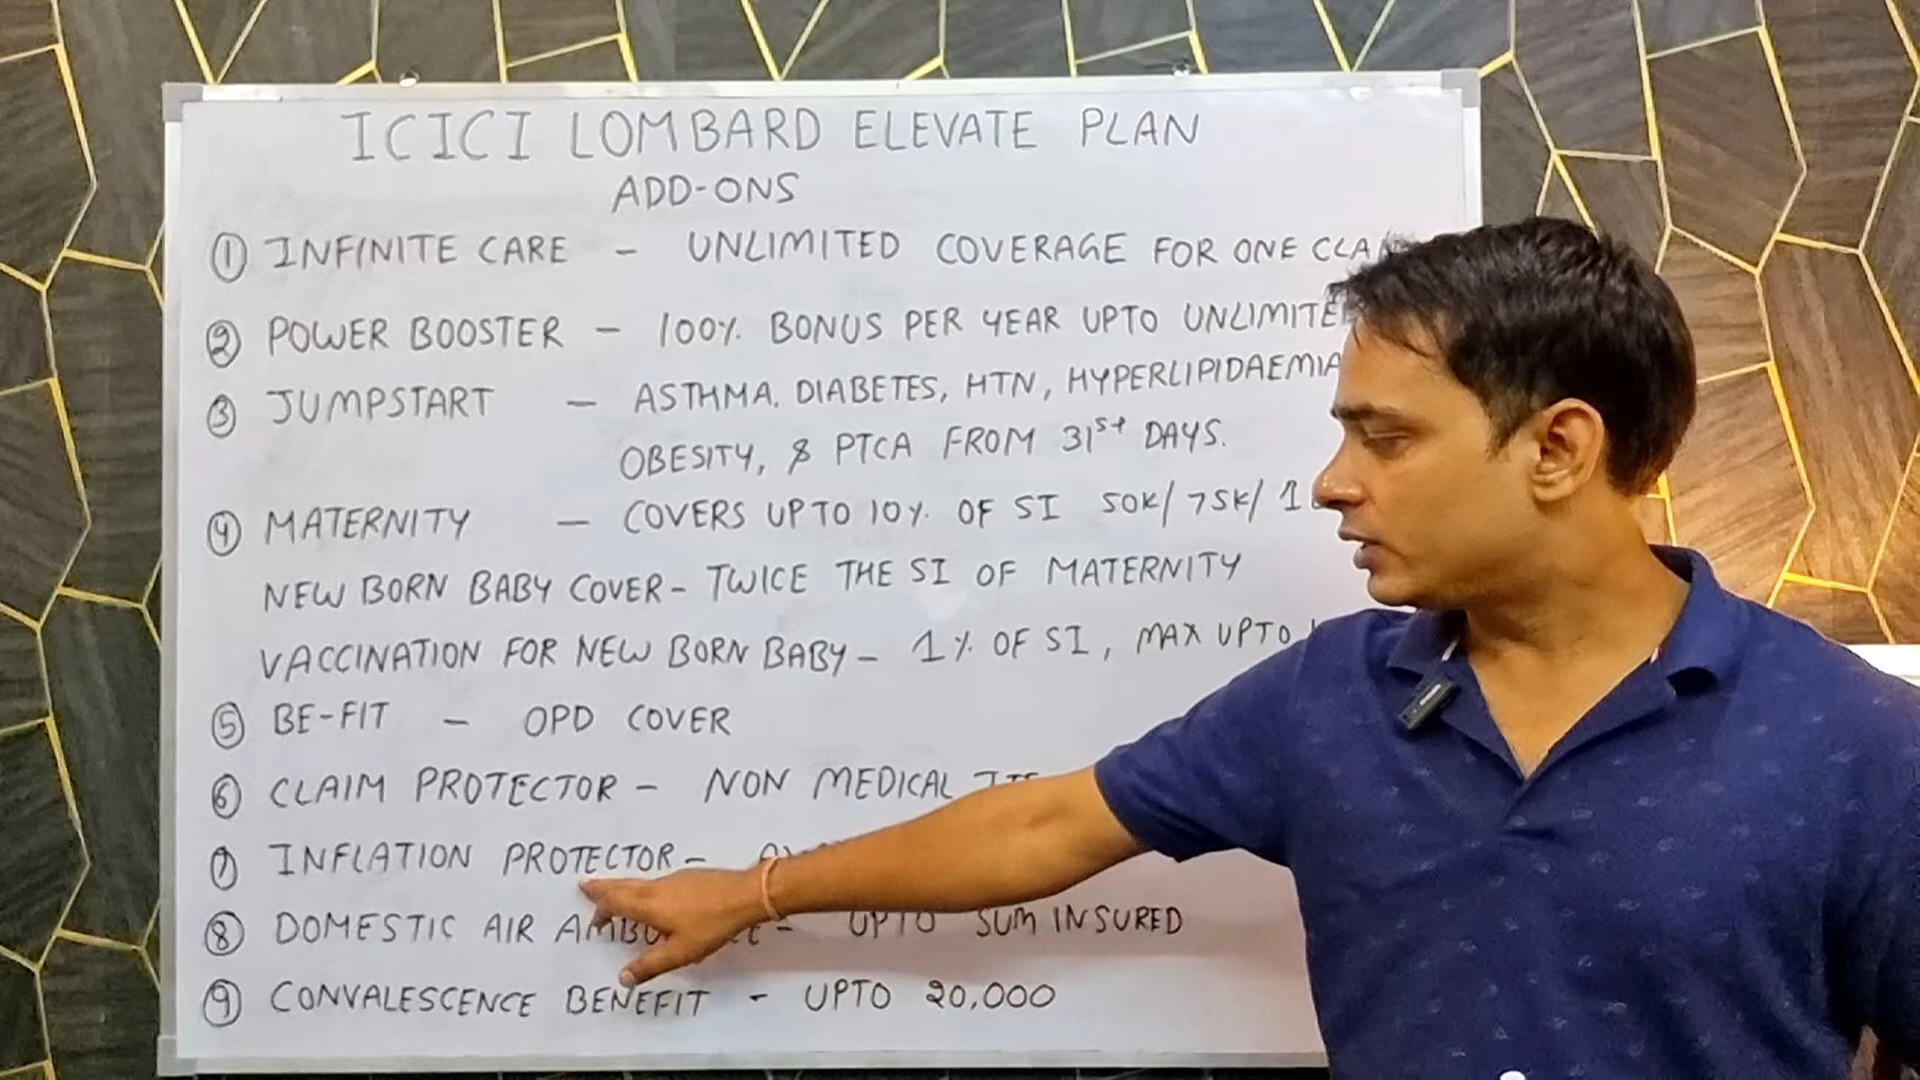 ICICI LOMBARD ELEVATE PLAN
ADD-ONS
① INFINITE CARE - UNLIMITED COVERAGE FOR ONE
② POWER BOOSTER - 100% BONUS PER YEAR UPTO
③ JUMPSTART - ASTHMA. DIABETES, HTN, HYPERLIPIDAEMIA
OBESITY, & PTCA FROM 31st DAYS.
④ MATERNITY - COVERS UPTO 10% OF SI 50K/ 75K/ 1
NEW BORN BABY COVER - TWICE THE SI OF MATERNITY
VACCINATION FOR NEW BORN BABY - 1% OF SI, MAX UPTO
⑤ BE-FIT - OPD COVER
⑥ CLAIM PROTECTOR - NON MEDICAL
⑦ INFLATION PROTECTOR -
⑧ DOMESTIC AIR - UPTO SUM INSURED
⑨ CONVALESCENCE BENEFIT - UPTO 20,000